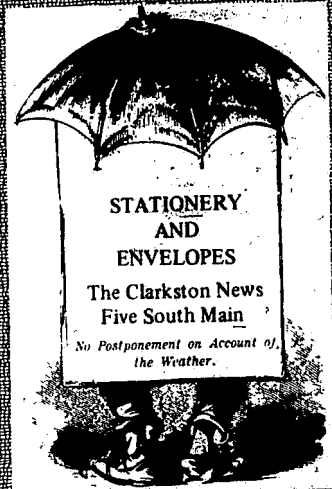 STATIONERY
AND
ENVELOPES
The Clarkston News
Five South Main
No Postponement on Account of
the Weather.